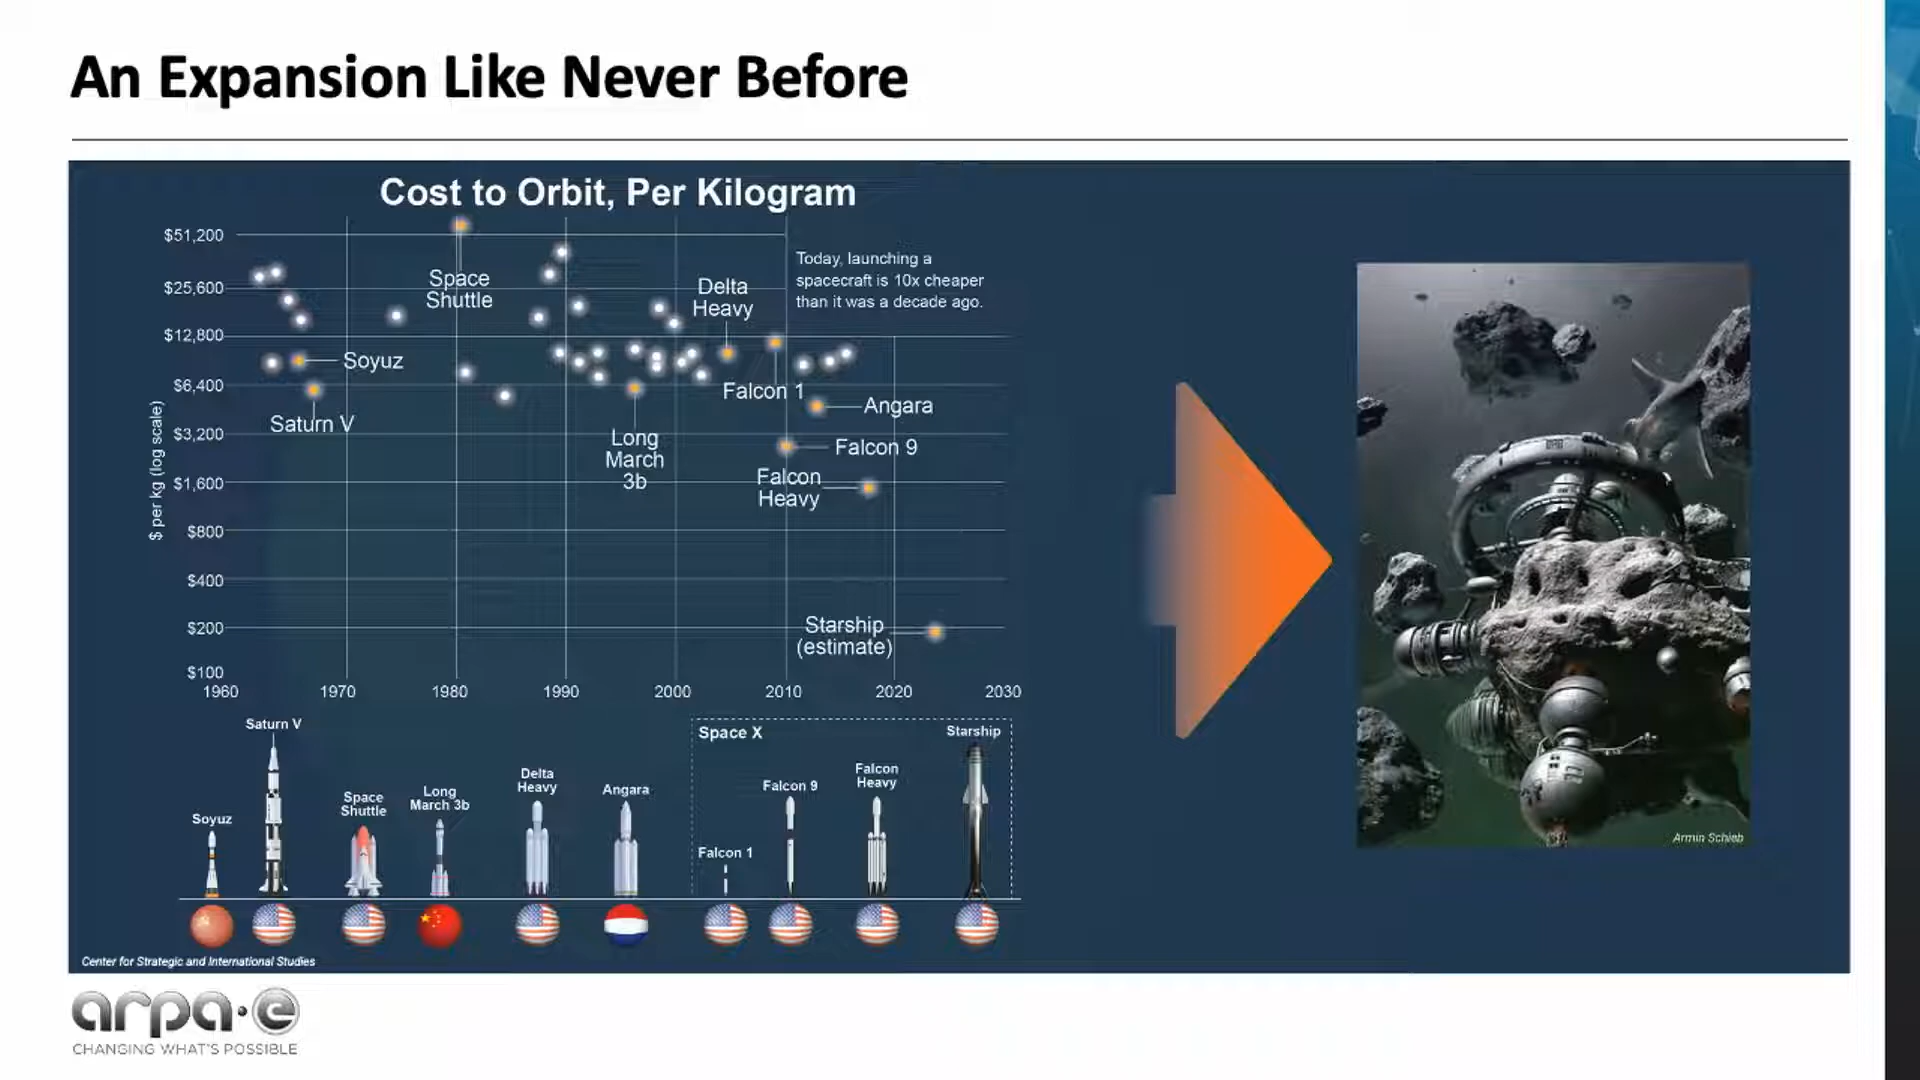 An Expansion Like Never Before
Cost to Orbit, Per Kilogram
$51,200
$25,600
$12,800
$6,400
$3,200
$1,600
$800
$400
$200
$100
$ per kg (log scale)
1960
1970
1980
1990
2000
2010
2020
2030
Space
Shuttle
Today, launching a
spacecraft is 10x cheaper
than it was a decade ago.
Delta
Heavy
Soyuz
Saturn V
Falcon 1
Angara
Long
March
3b
Falcon 9
Falcon
Heavy
Starship
(estimate)
Soyuz
Saturn V
Space
Shuttle
Long
March 3b
Delta
Heavy
Angara
Space X
Falcon 1
Falcon 9
Falcon
Heavy
Starship
Center for Strategic and International Studies
Armin Schieb
arpa·e
CHANGING WHAT'S POSSIBLE